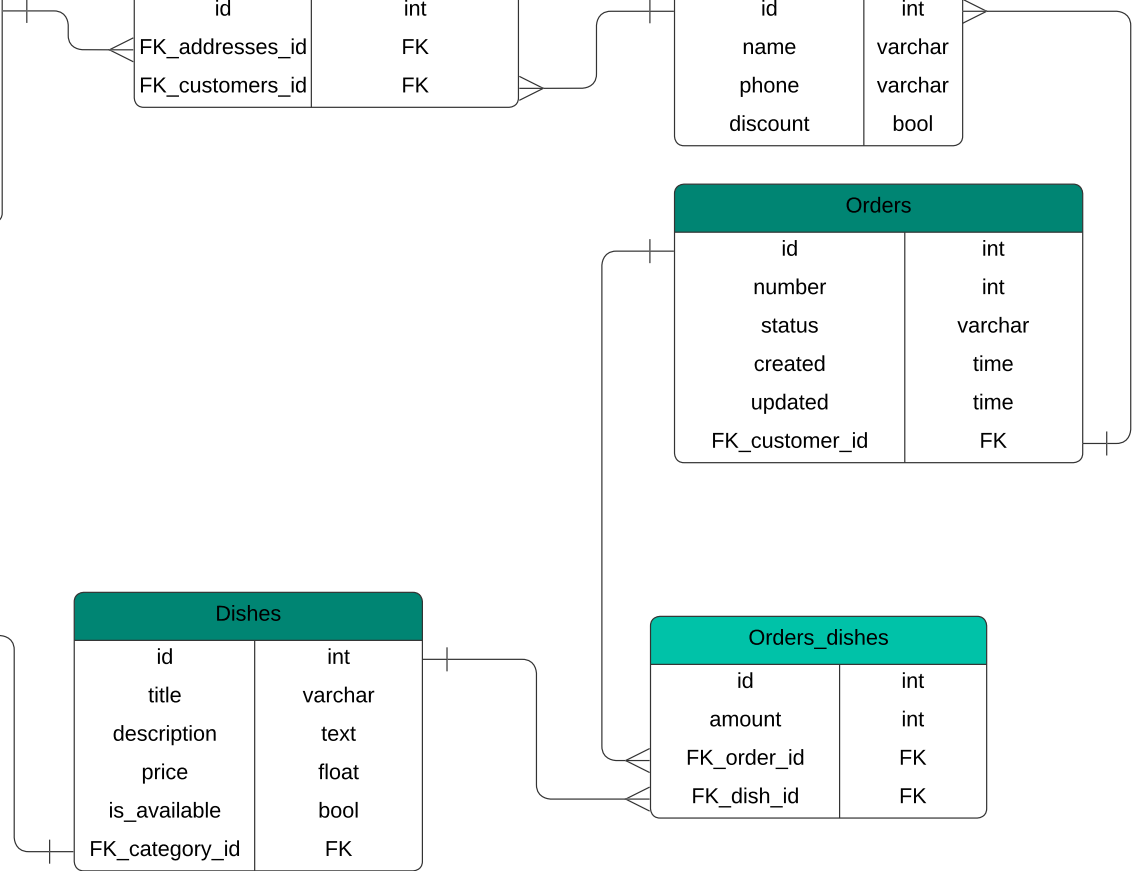 id int
FK_addresses_id FK
FK_customers_id FK
id int
name varchar
phone varchar
discount bool
Orders
id int
number int
status varchar
created time
updated time
FK_customer_id FK
Dishes
id int
title varchar
description text
price float
is_available bool
FK_category_id FK
Orders_dishes
id int
amount int
FK_order_id FK
FK_dish_id FK